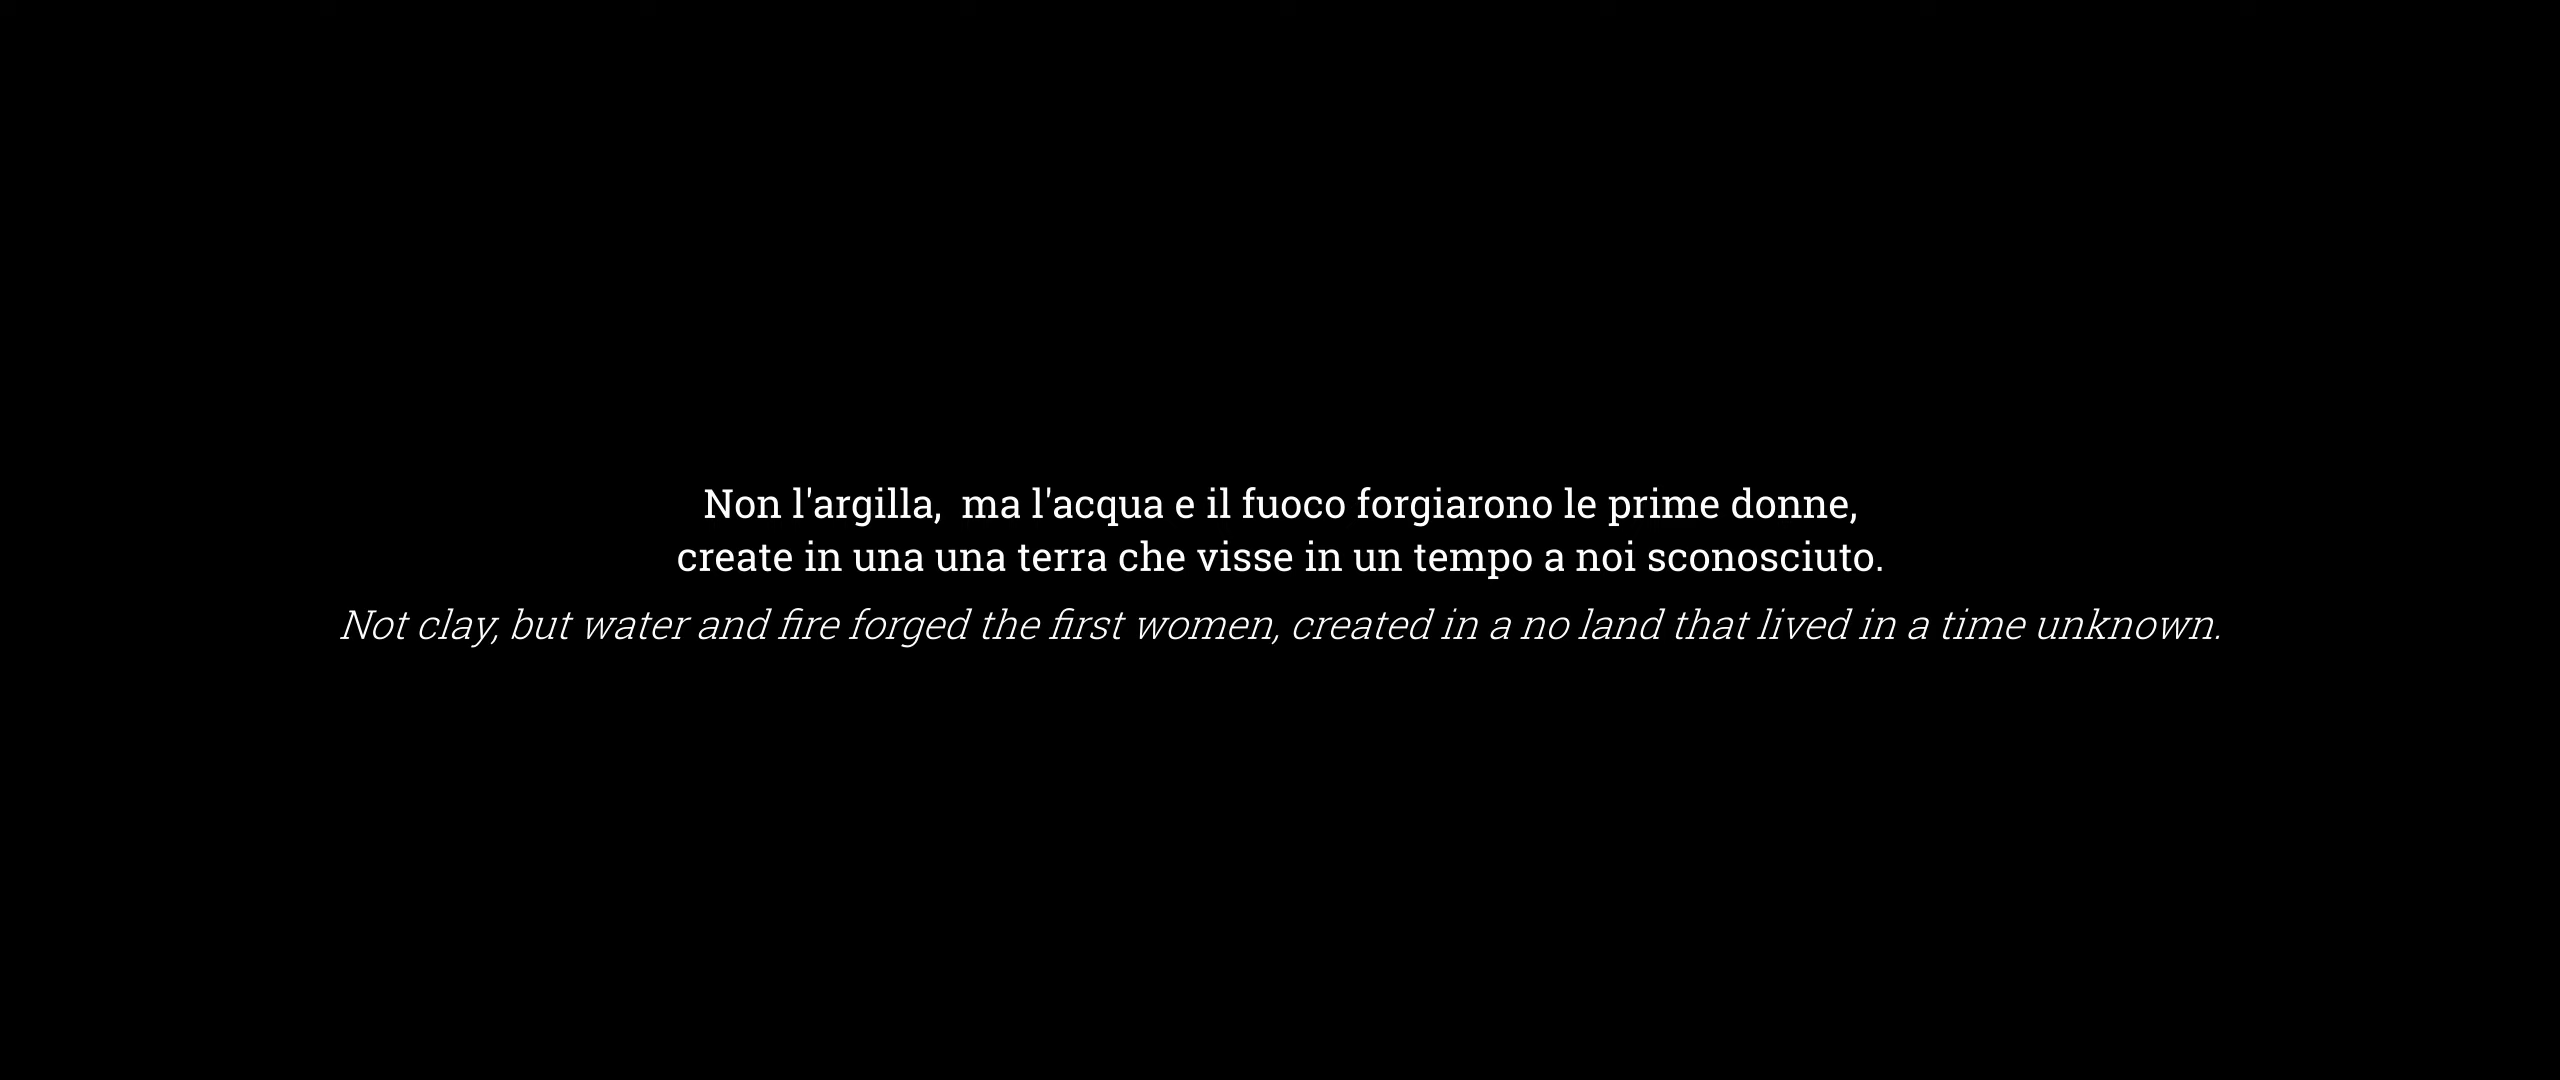 Non l'argilla,  ma l'acqua e il fuoco forgiarono le prime donne,
create in una una terra che visse in un tempo a noi sconosciuto.
Not clay, but water and fire forged the first women, created in a no land that lived in a time unknown.